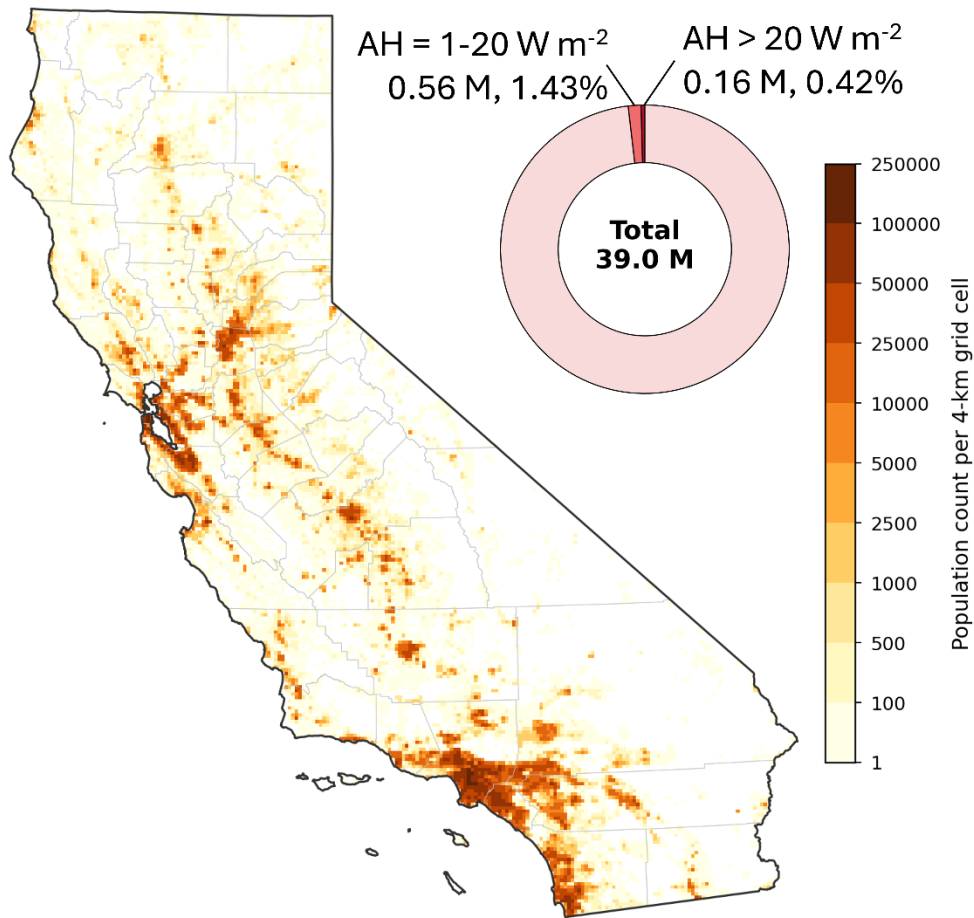 AH = 1-20 W m⁻²
0.56 M, 1.43%
AH > 20 W m⁻²
0.16 M, 0.42%
Total
39.0 M
250000
100000
50000
25000
10000
5000
2500
1000
500
100
1
Population count per 4-km grid cell